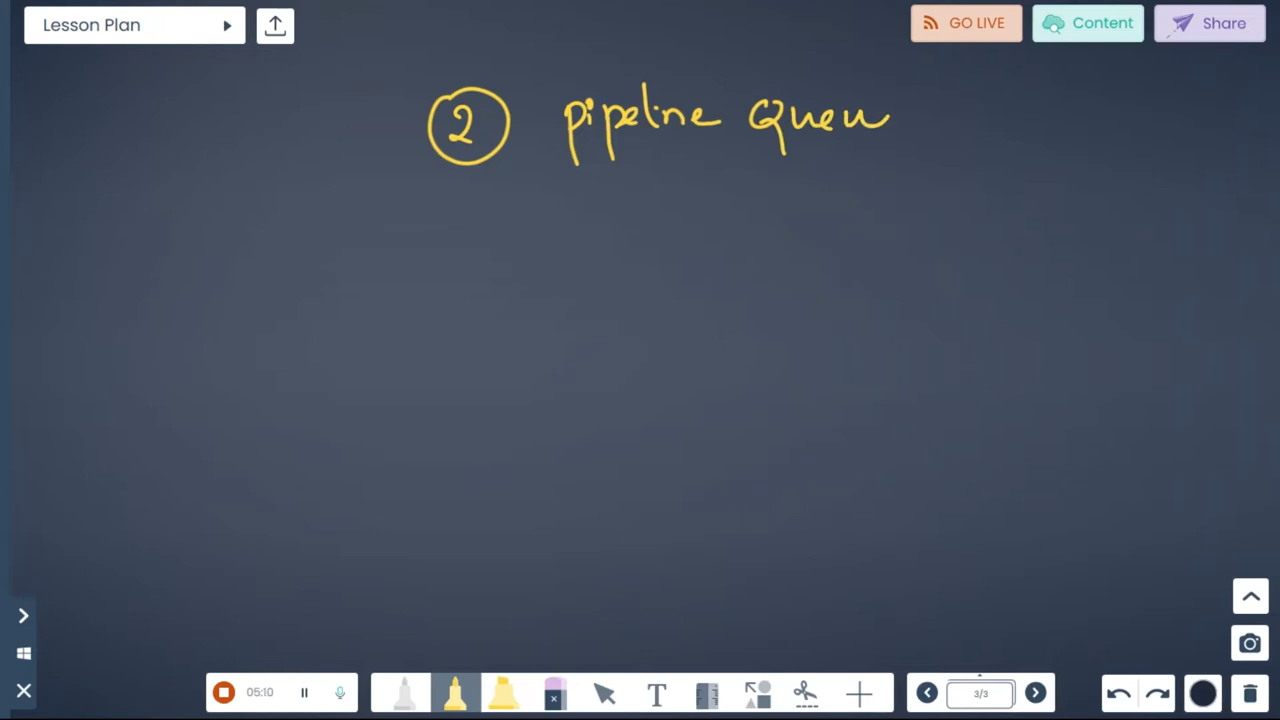 Lesson Plan
GO LIVE
Content
Share
2 pipeline Queu
05:10
T
3/3